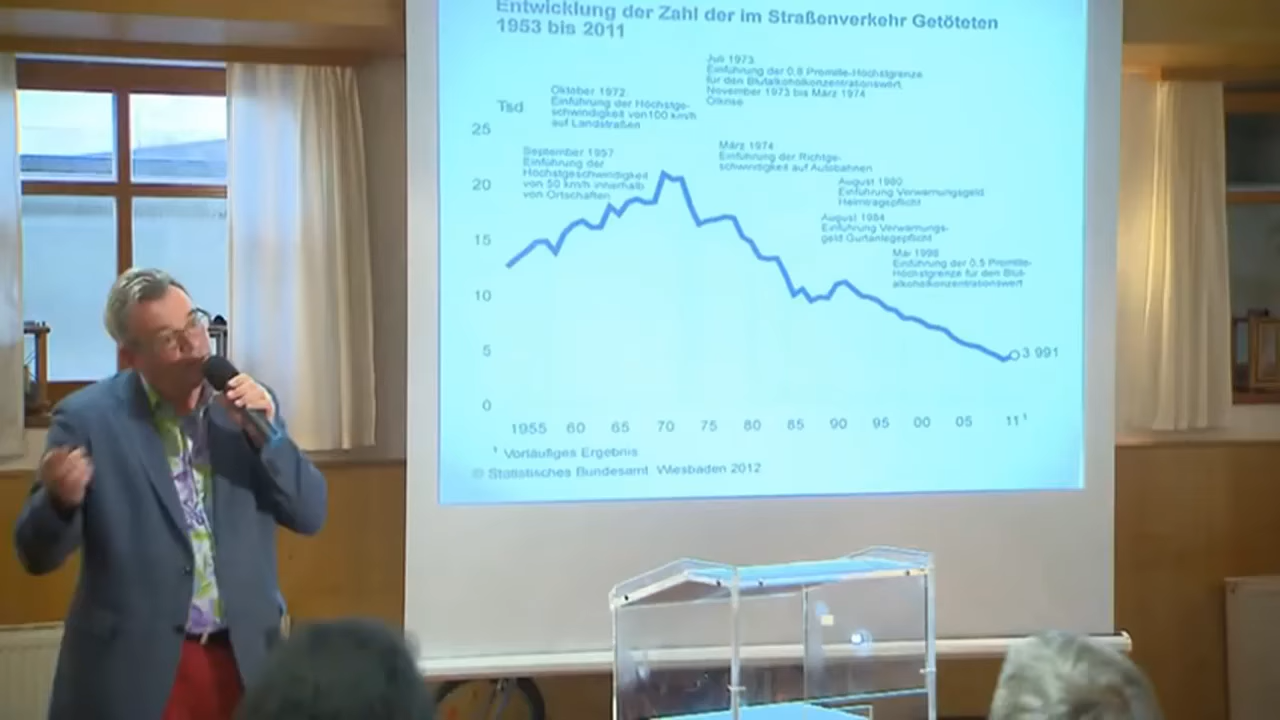 Entwicklung der Zahl der im Straßenverkehr Getöteten
1953 bis 2011
Juli 1973
Einführung der 0,8 Promille-Höchstgrenze
für den Blutalkoholkonzentrationswert
November 1973 bis März 1974
Ölkrise
Oktober 1972
Einführung der Höchstge-
schwindigkeit von 100 km/h
auf Landstraßen
Tsd
25
September 1957
Einführung der
Höchstgeschwindigkeit
von 50 km/h innerhalb
von Ortschaften
März 1974
Einführung der Richtge-
schwindigkeit auf Autobahnen
20
August 1980
Einführung Verwarnungsgeld
Helmtragepflicht
August 1984
Einführung Verwarnungs-
geld Gurtanlegepflicht
15
Mai 1998
Einführung der 0,5 Promille-
Höchstgrenze für den Blut-
alkoholkonzentrationswert
10
5
3 991
0
1955 60 65 70 75 80 85 90 95 00 05 11¹
¹ Vorläufiges Ergebnis
© Statistisches Bundesamt Wiesbaden 2012